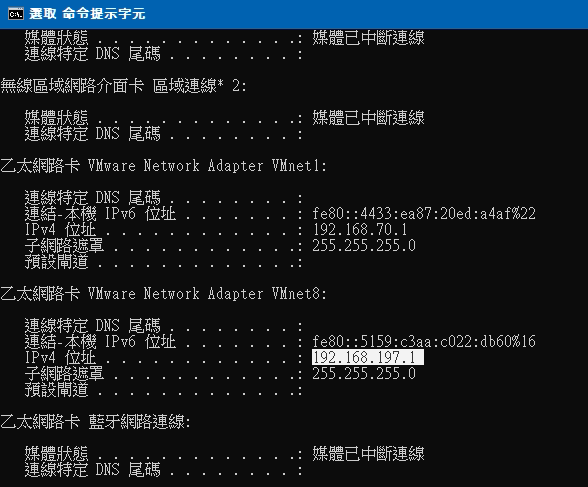 選取 命令提示字元
媒體狀態 . . . . . . . . . . . . .: 媒體已中斷連線
連線特定 DNS 尾碼 . . . . . . . . :
無線區域網路介面卡 區域連線* 2:
媒體狀態 . . . . . . . . . . . . .: 媒體已中斷連線
連線特定 DNS 尾碼 . . . . . . . . :
乙太網路卡 VMware Network Adapter VMnet1:
連線特定 DNS 尾碼 . . . . . . . . :
連結-本機 IPv6 位址 . . . . . . . : fe80::4433:ea87:20ed:a4af%22
IPv4 位址 . . . . . . . . . . . . : 192.168.70.1
子網路遮罩 . . . . . . . . . . . .: 255.255.255.0
預設閘道 . . . . . . . . . . . . .:
乙太網路卡 VMware Network Adapter VMnet8:
連線特定 DNS 尾碼 . . . . . . . . :
連結-本機 IPv6 位址 . . . . . . . : fe80::5159:c3aa:c022:db60%16
IPv4 位址 . . . . . . . . . . . . : 192.168.197.1
子網路遮罩 . . . . . . . . . . . .: 255.255.255.0
預設閘道 . . . . . . . . . . . . .:
乙太網路卡 藍牙網路連線:
媒體狀態 . . . . . . . . . . . . .: 媒體已中斷連線
連線特定 DNS 尾碼 . . . . . . . . :